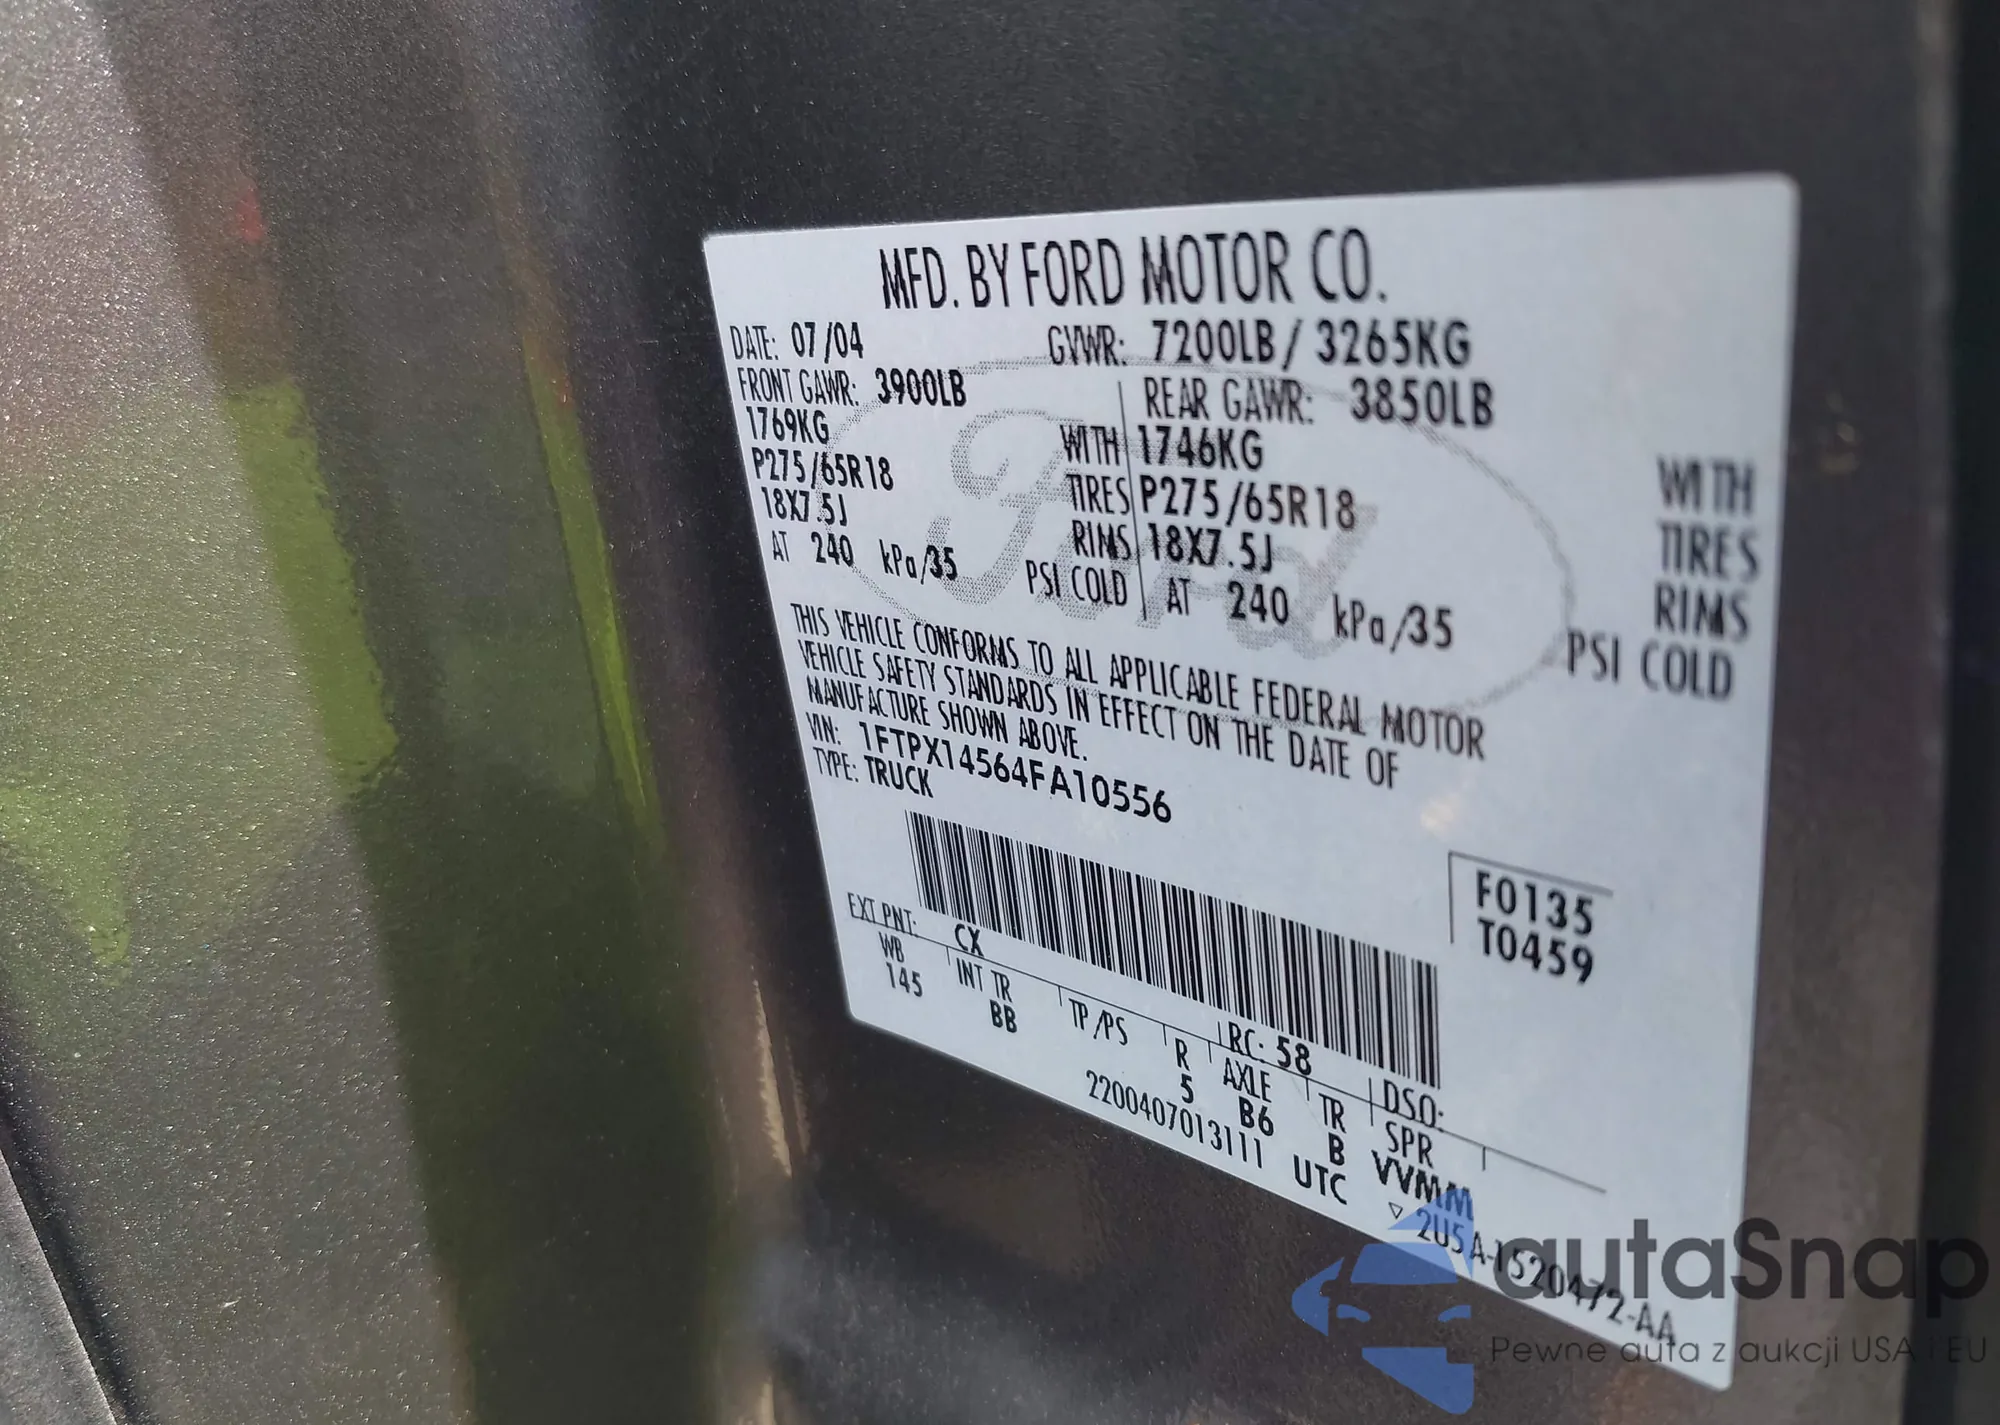 MFD. BY FORD MOTOR CO.
DATE: 07/04 GVWR: 7200LB / 3265KG
FRONT GAWR: 3900LB REAR GAWR: 3850LB
1769KG WITH 1746KG WITH
P275/65R18 TIRES P275/65R18 TIRES
18X7.5J RIMS 18X7.5J RIMS
AT 240 kPa/35 PSI COLD AT 240 kPa/35 PSI COLD
THIS VEHICLE CONFORMS TO ALL APPLICABLE FEDERAL MOTOR
VEHICLE SAFETY STANDARDS IN EFFECT ON THE DATE OF
MANUFACTURE SHOWN ABOVE.
VIN: 1FTPX14564FA10556
TYPE: TRUCK
F0135
T0459
EXT PNT: CX RC: 58 DSO:
WB INT TR TP/PS R AXLE TR SPR
145 BB 5 B6 B VVMM
2200407013111 UTC ▽ 2U5A-1520472-AA
Ford
autaSnap
Pewne auta z aukcji USA i EU